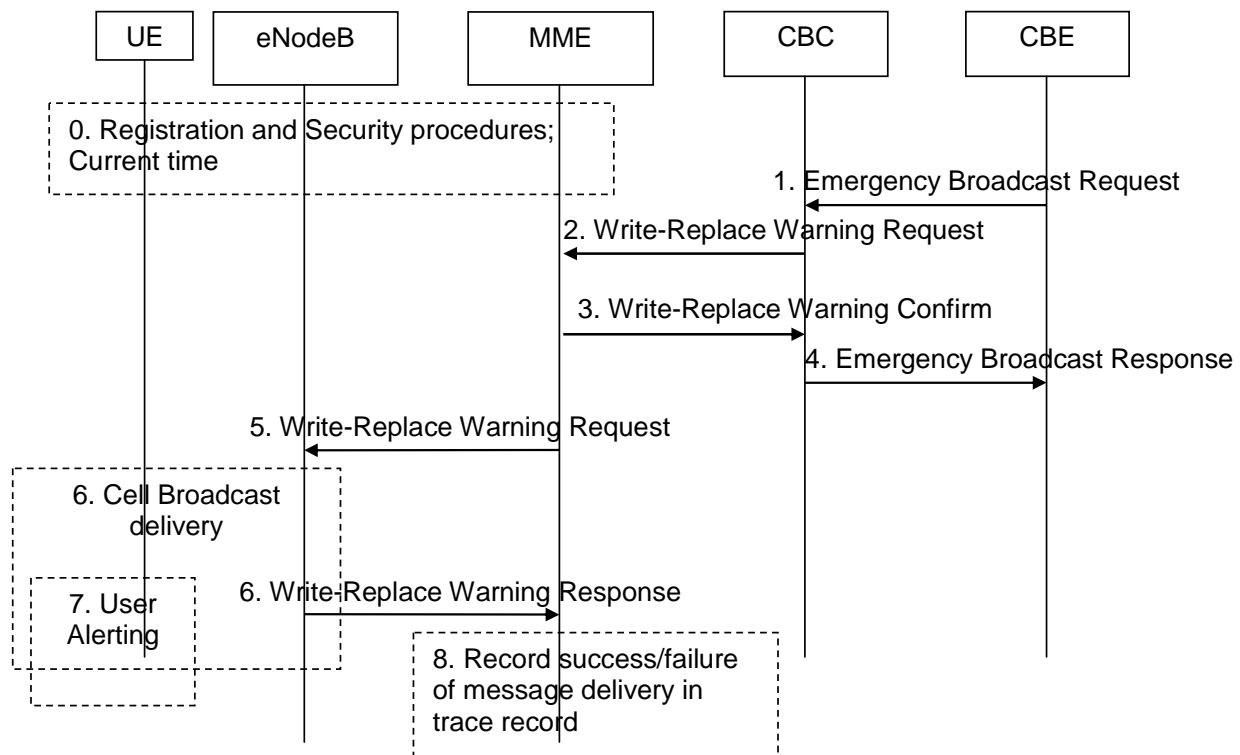 UE
eNodeB
MME
CBC
CBE
0. Registration and Security procedures;
Current time
1. Emergency Broadcast Request
2. Write-Replace Warning Request
3. Write-Replace Warning Confirm
4. Emergency Broadcast Response
5. Write-Replace Warning Request
6. Cell Broadcast
delivery
6. Write-Replace Warning Response
7. User
Alerting
8. Record success/failure
of message delivery in
trace record